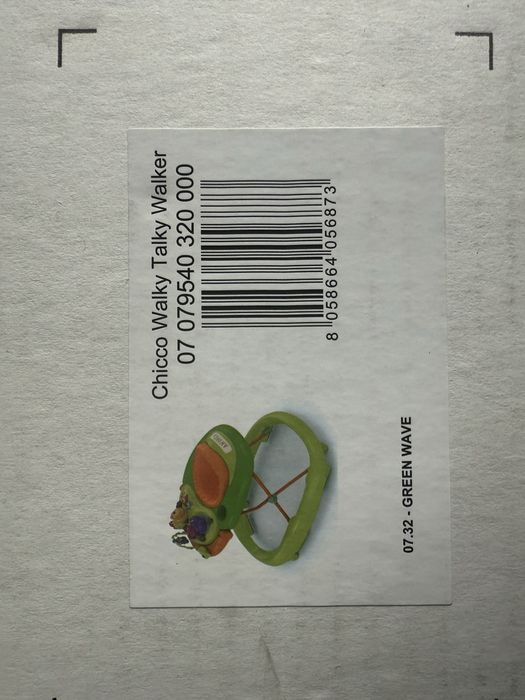 Chicco Walky Talky Walker
07 079540 320 000
8 058664 056873
07.32 - GREEN WAVE